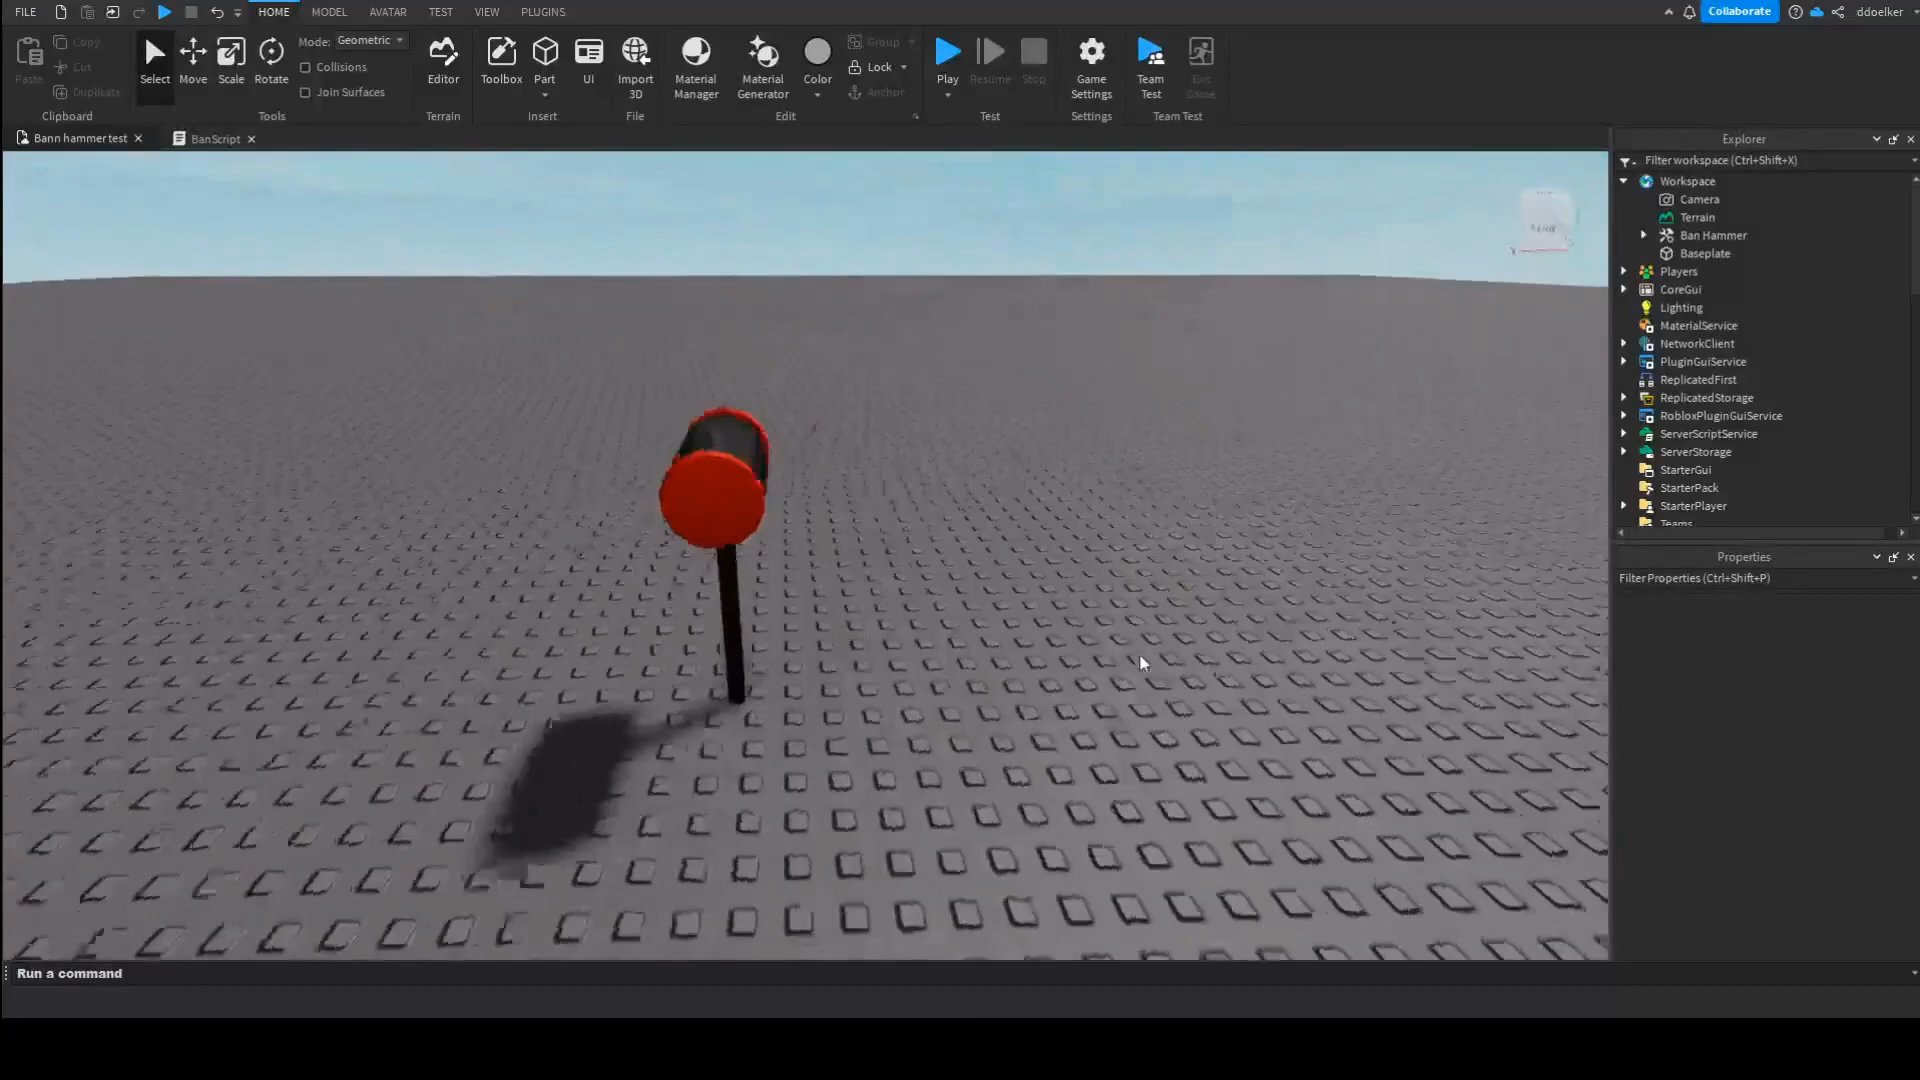 FILE HOME MODEL AVATAR TEST VIEW PLUGINS Collaborate ddoelker
Paste Copy Cut Duplicate
Clipboard
Select Move Scale Rotate
Mode: Geometric
Collisions
Join Surfaces
Tools
Editor
Terrain
Toolbox Part UI
Insert
Import 3D
File
Material Manager
Material Generator
Color
Group
Lock
Anchor
Edit
Play Resume Stop
Test
Game Settings
Settings
Team Test
Exit Game
Team Test
Bann hammer test
BanScript
Explorer
Filter workspace (Ctrl+Shift+X)
Workspace
Camera
Terrain
Ban Hammer
Baseplate
Players
CoreGui
Lighting
MaterialService
NetworkClient
PluginGuiService
ReplicatedFirst
ReplicatedStorage
RobloxPluginGuiService
ServerScriptService
ServerStorage
StarterGui
StarterPack
StarterPlayer
Teams
Properties
Filter Properties (Ctrl+Shift+P)
Run a command